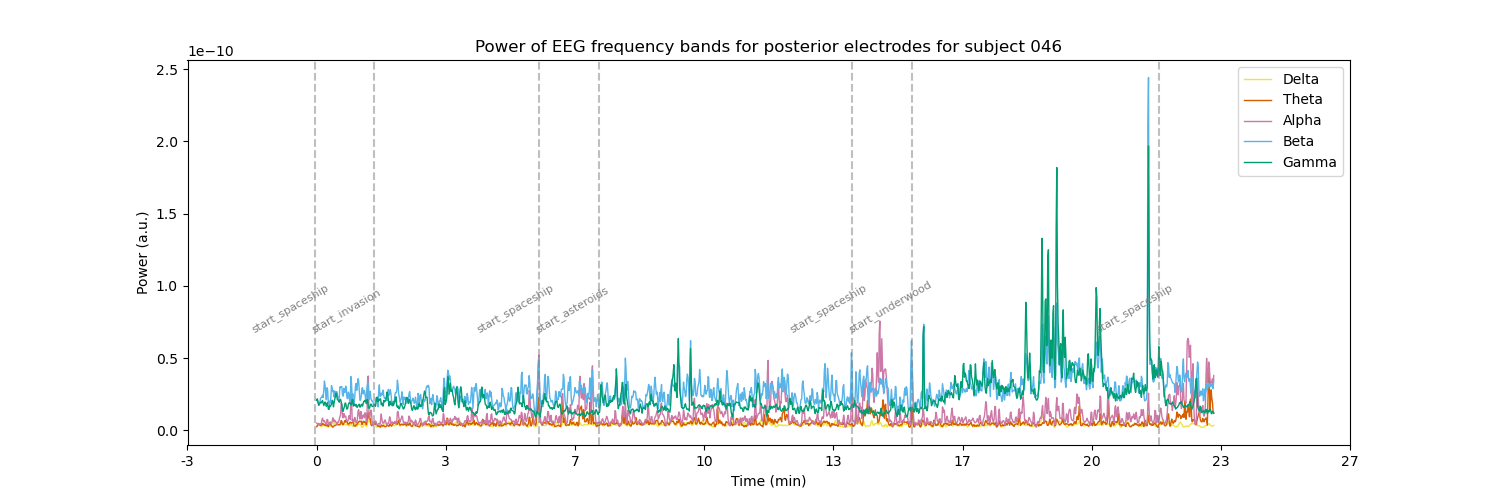 Power of EEG frequency bands for posterior electrodes for subject 046
1e−10
2.5
2.0
1.5
1.0
0.5
0.0
Power (a.u.)
start_spaceship
start_invasion
start_spaceship
start_asteroids
start_spaceship
start_underwood
start_spaceship
Delta
Theta
Alpha
Beta
Gamma
-3 0 3 7 10 13 17 20 23 27
Time (min)